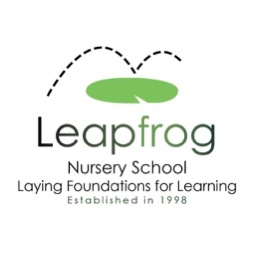 Leapfrog
Nursery School
Laying Foundations for Learning
Established in 1998